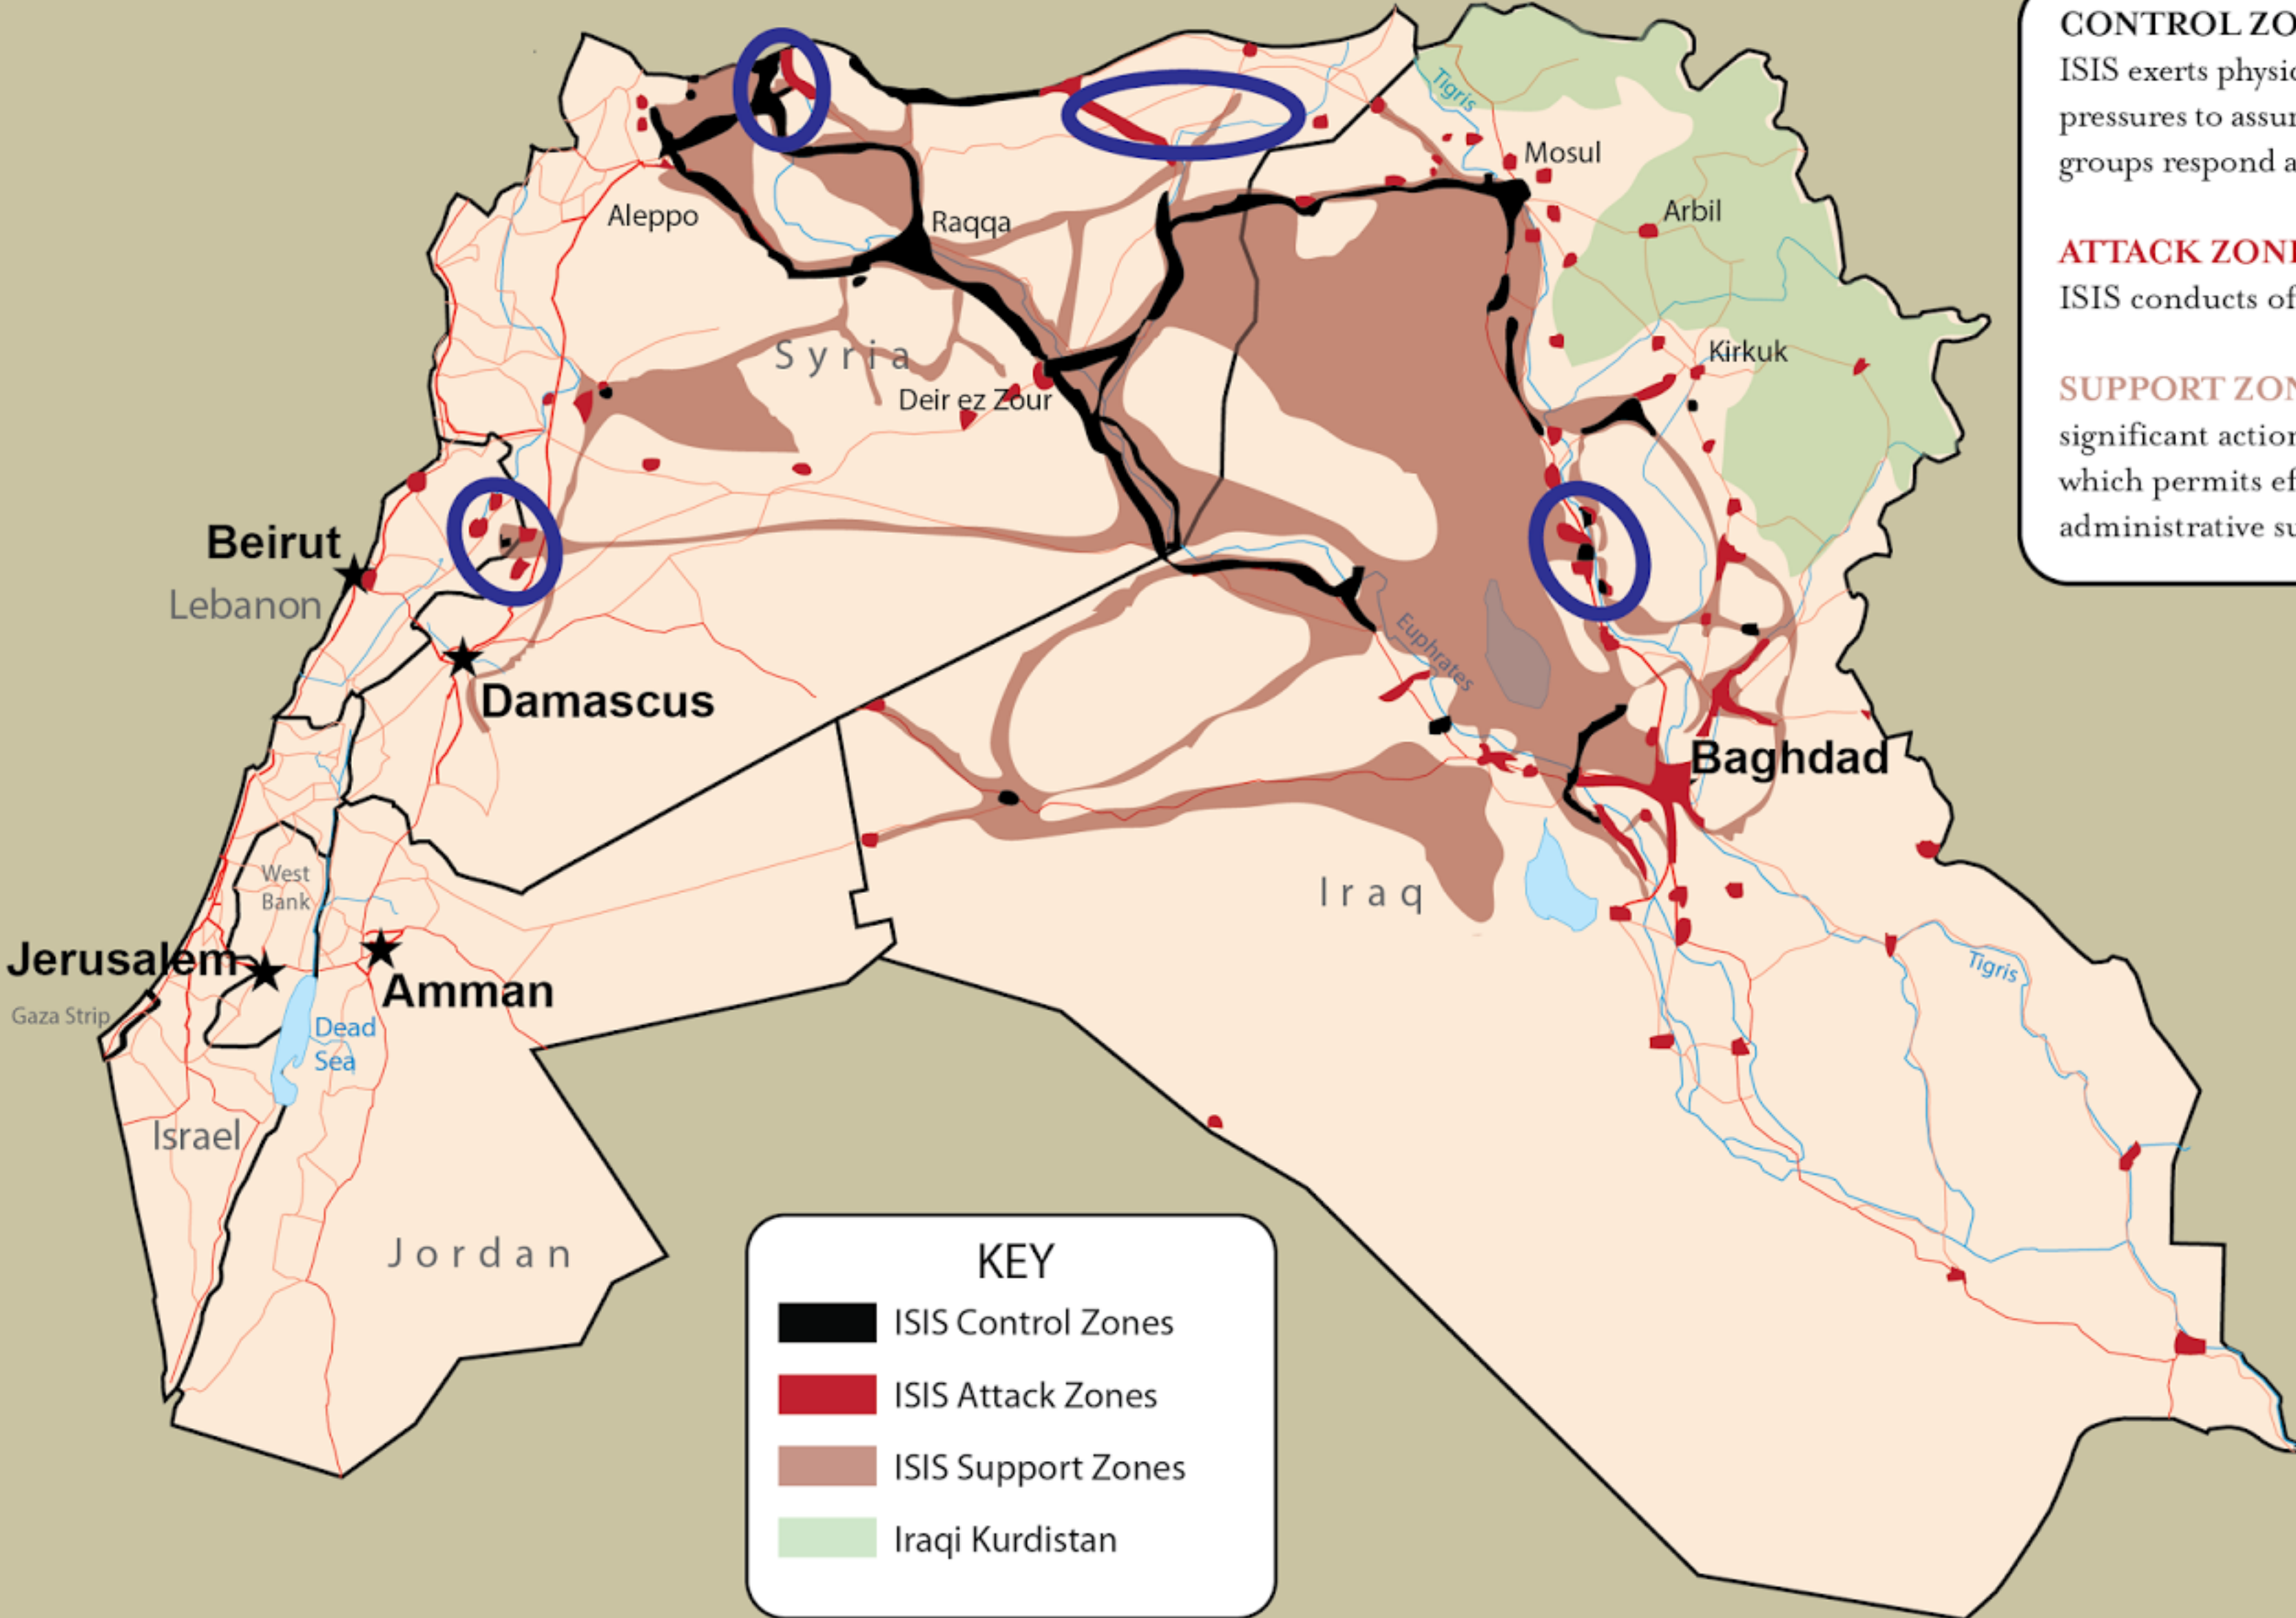 CONTROL ZO
ISIS exerts physic
pressures to assur
groups respond a
ATTACK ZON
ISIS conducts of
SUPPORT ZON
significant action
which permits ef
administrative su
Tigris
Mosul
Aleppo
Raqqa
Arbil
Syria
Kirkuk
Deir ez Zour
Beirut
Lebanon
Euphrates
Damascus
Baghdad
West
Bank
Iraq
Jerusalem
Amman
Tigris
Gaza Strip
Dead
Sea
Israel
Jordan
KEY
ISIS Control Zones
ISIS Attack Zones
ISIS Support Zones
Iraqi Kurdistan